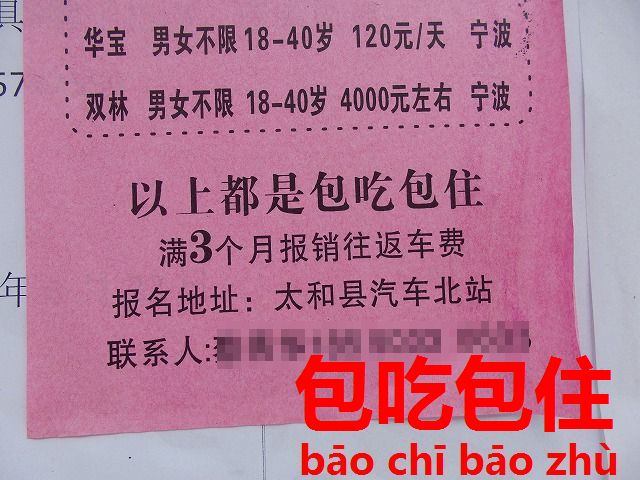 具
华宝 男女不限 18-40岁 120元/天 宁波
57
双林 男女不限 18-40岁 4000元左右 宁波
以上都是包吃包住
满3个月报销往返车费
年
报名地址：太和县汽车北站
联系人:
包吃包住
bāo chī bāo zhù